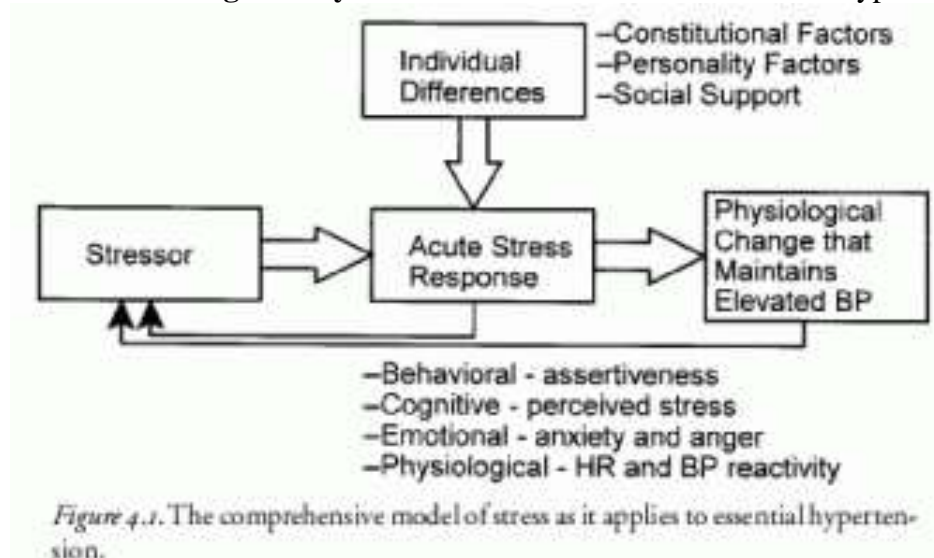 Individual
Differences
–Constitutional Factors
–Personality Factors
–Social Support
Stressor
Acute Stress
Response
Physiological
Change that
Maintains
Elevated BP
–Behavioral - assertiveness
–Cognitive - perceived stress
–Emotional - anxiety and anger
–Physiological - HR and BP reactivity
Figure 4.1. The comprehensive model of stress as it applies to essential hyperten-
sion.